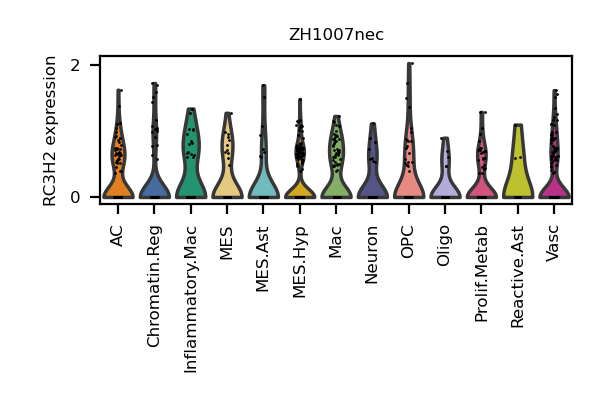 ZH1007nec
RC3H2 expression
2
0
AC
Chromatin.Reg
Inflammatory.Mac
MES
MES.Ast
MES.Hyp
Mac
Neuron
OPC
Oligo
Prolif.Metab
Reactive.Ast
Vasc